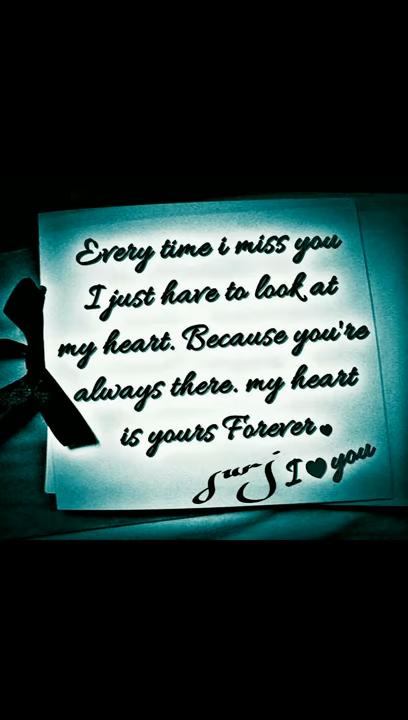 Every time i miss you
I just have to look at
my heart. Because you're
always there. my heart
is yours Forever♥
surj I ♥ you